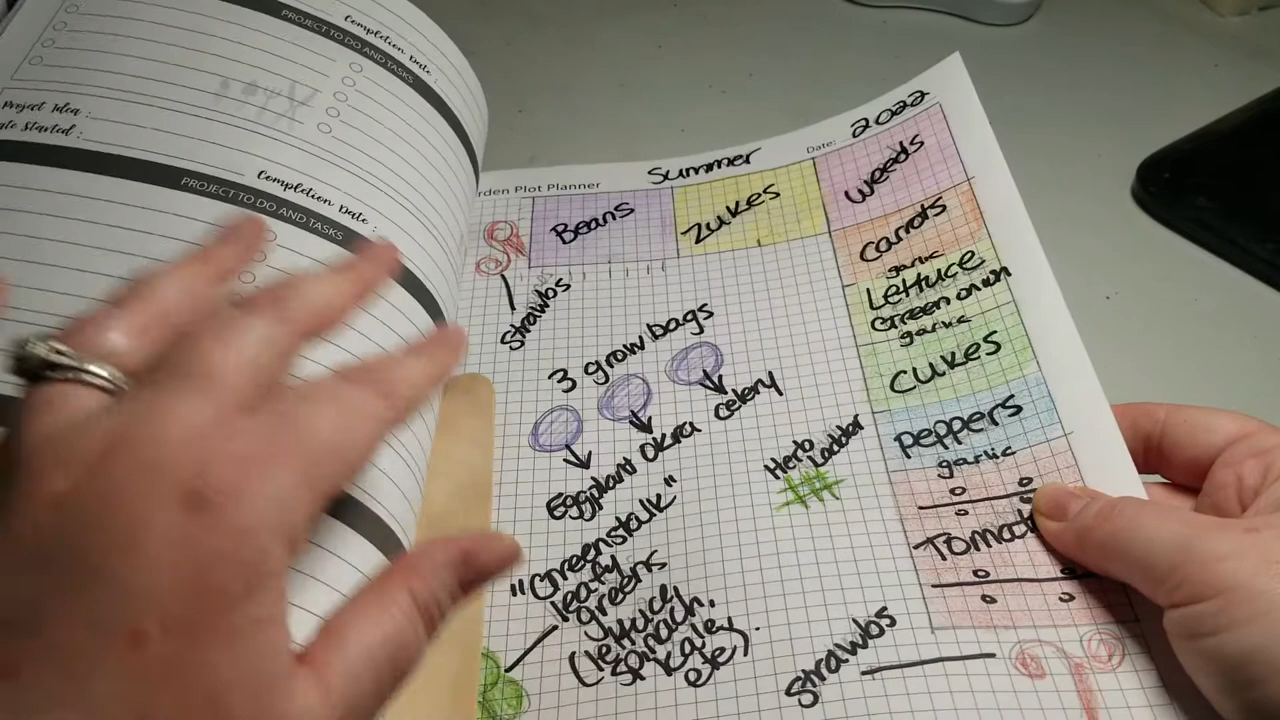 Completion Date :
PROJECT TO DO AND TASKS
Project Idea :
ate Started :
Completion Date :
PROJECT TO DO AND TASKS
rden Plot Planner
Summer
Date: 2022
Beans
Zukes
weeds
carrots
garlic
Lettuce
Green onion
garlic
cukes
peppers
garlic
Tomato
Strawbs
3 grow bags
Eggplant
Okra
celery
Herb
Ladder
"Greenstalk"
leafy
greens
(lettuce,
spinach,
Kale,
etc).
Strawbs